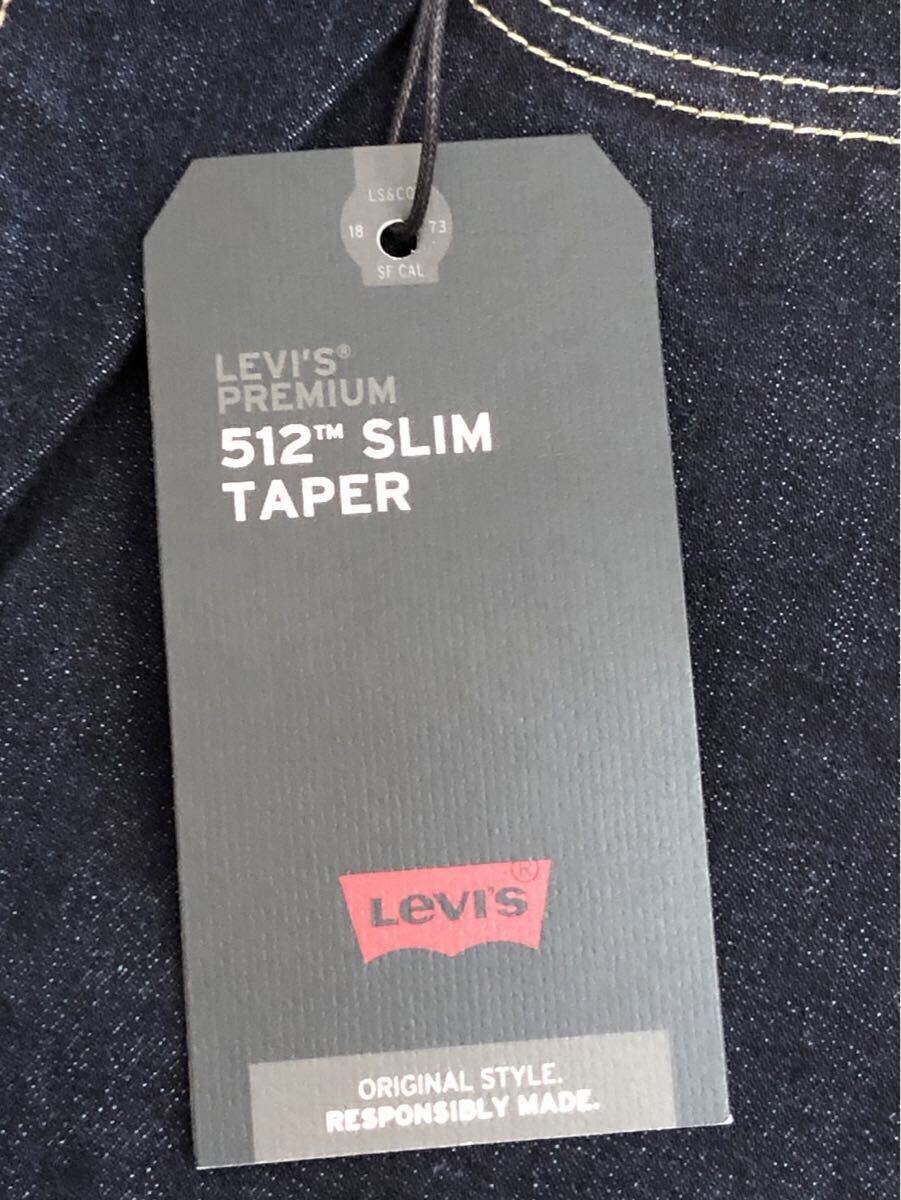 LS&CO
18 73
SF CAL
LEVI'S®
PREMIUM
512™ SLIM
TAPER
Levi's®
ORIGINAL STYLE.
RESPONSIBLY MADE.